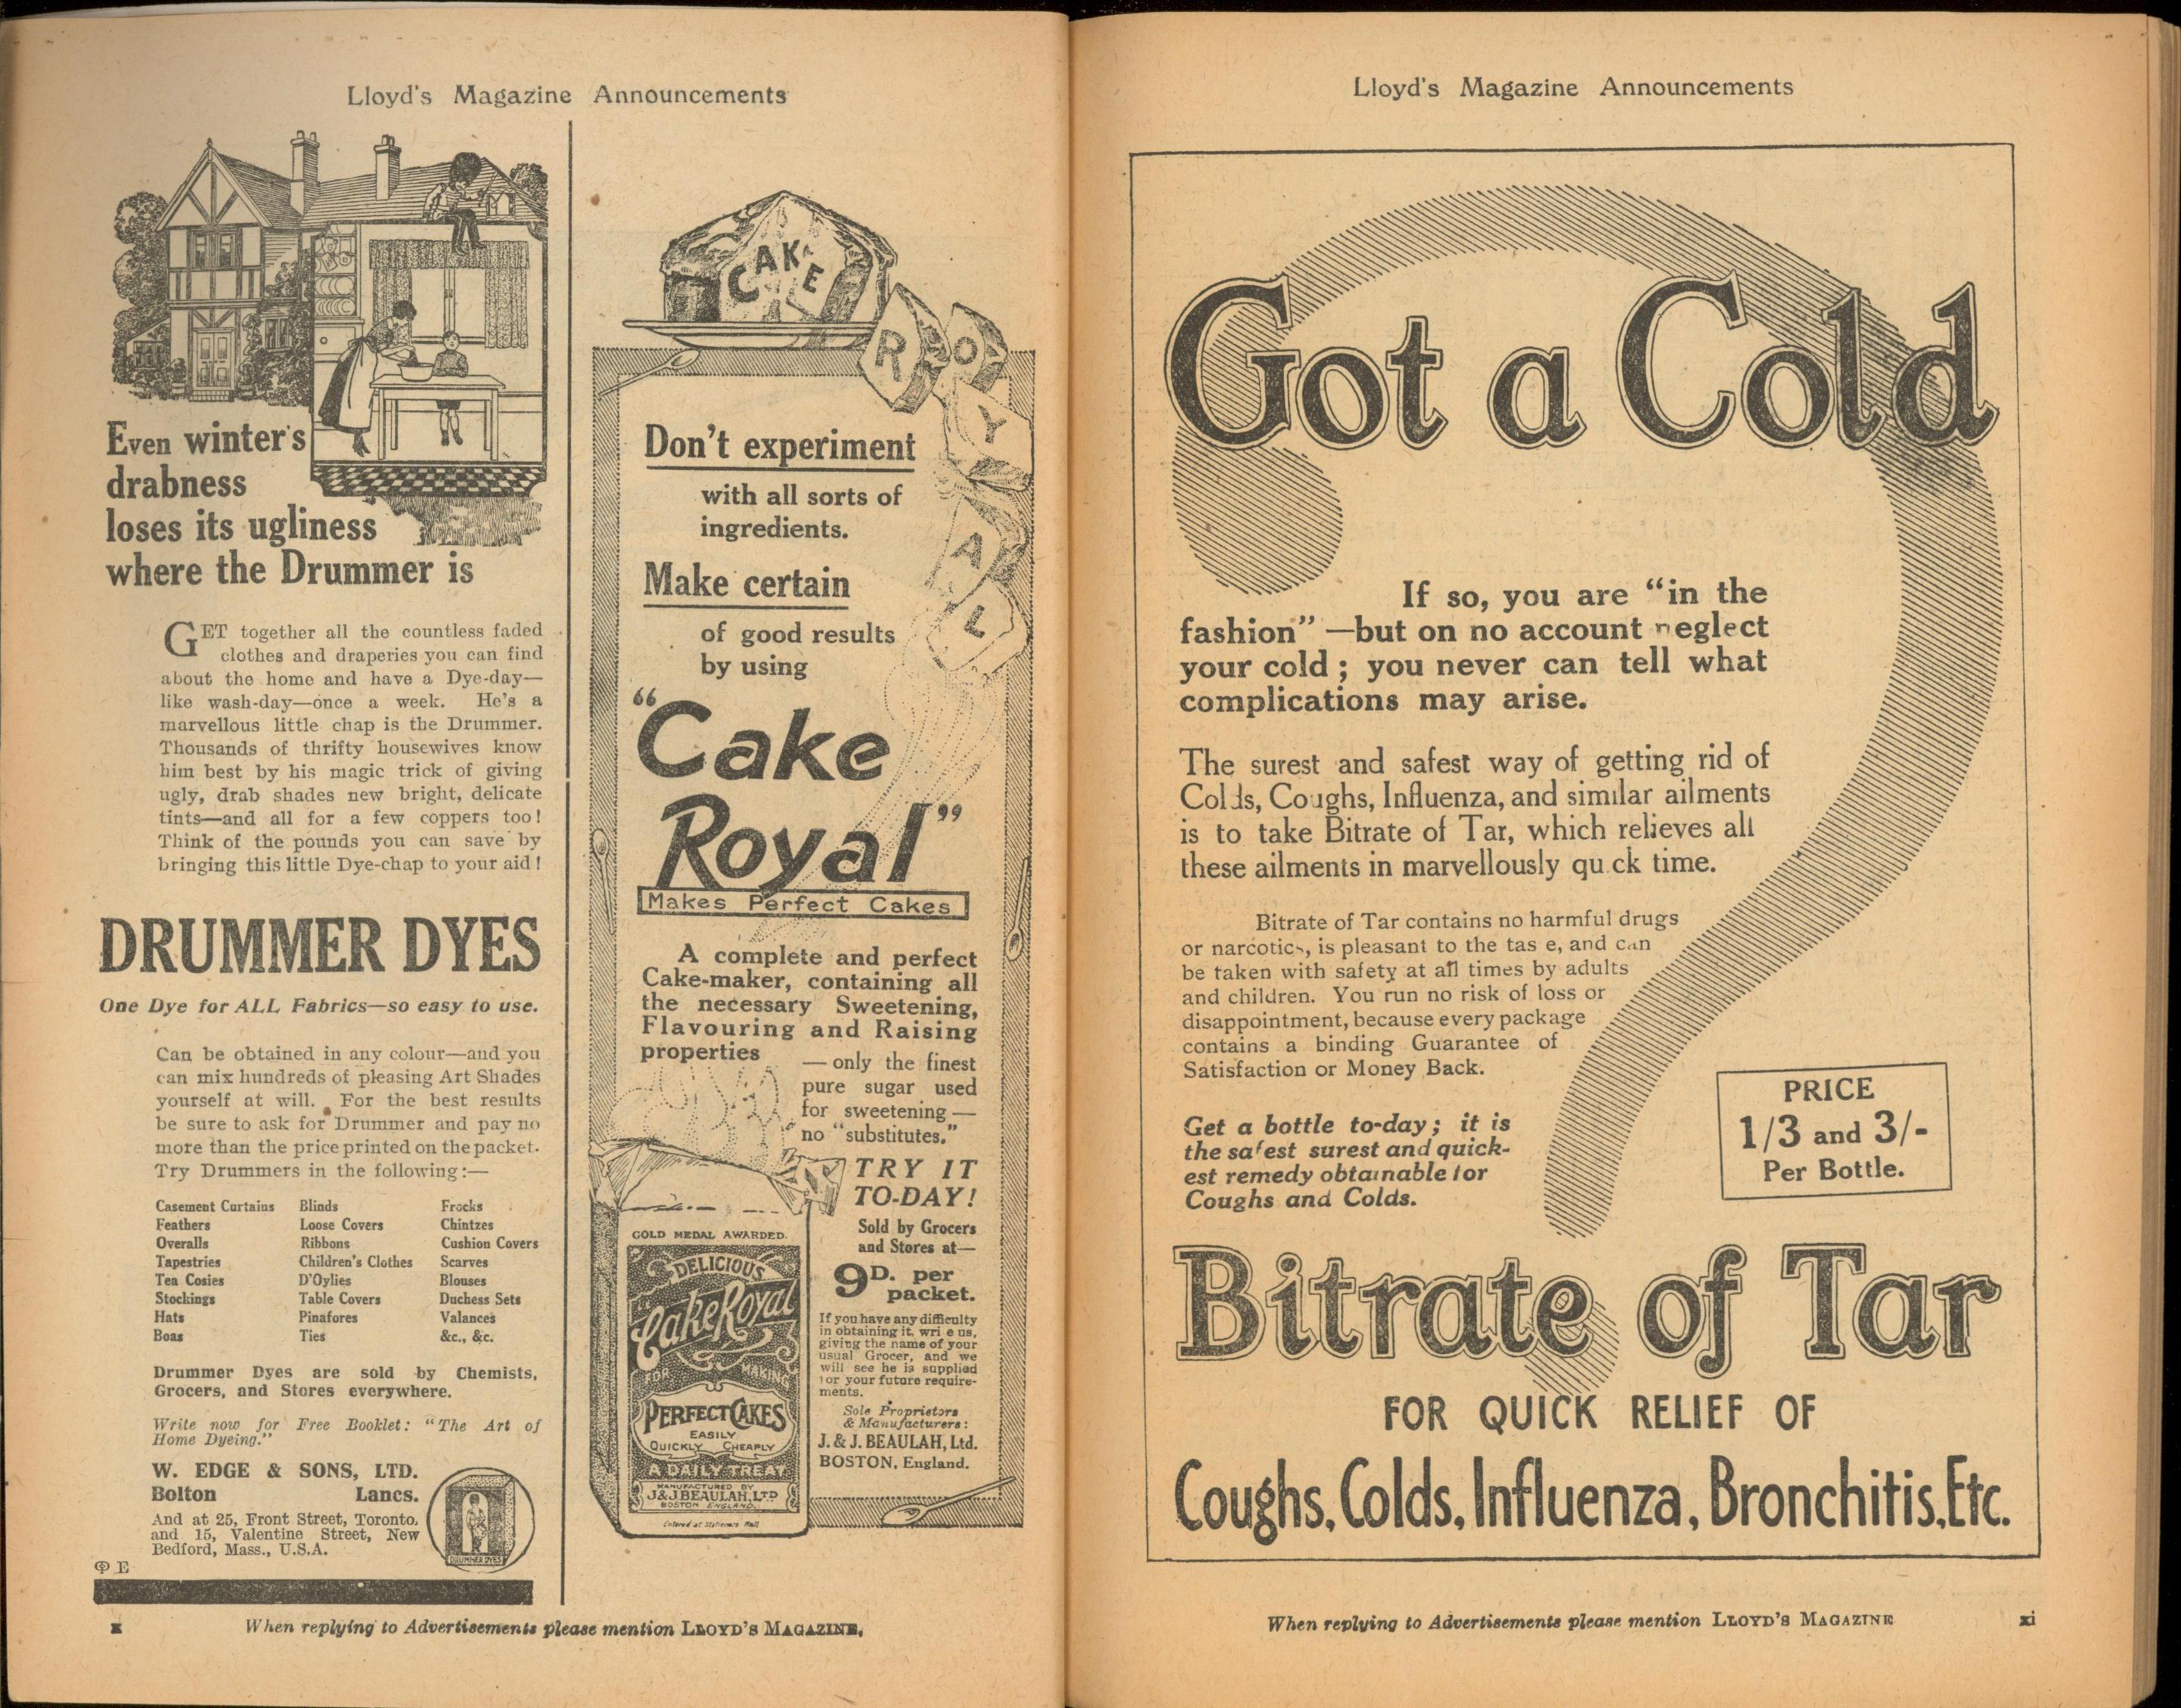 Lloyd's Magazine Announcements
Even winter's
drabness
loses its ugliness
where the Drummer is
GET together all the countless faded
clothes and draperies you can find
about the home and have a Dye-day—
like wash-day—once a week. He's a
marvellous little chap is the Drummer.
Thousands of thrifty housewives know
him best by his magic trick of giving
ugly, drab shades new bright, delicate
tints—and all for a few coppers too!
Think of the pounds you can save by
bringing this little Dye-chap to your aid!
DRUMMER DYES
One Dye for ALL Fabrics—so easy to use.
Can be obtained in any colour—and you
can mix hundreds of pleasing Art Shades
yourself at will. For the best results
be sure to ask for Drummer and pay no
more than the price printed on the packet.
Try Drummers in the following:—
Casement Curtains Blinds Frocks
Feathers Loose Covers Chintzes
Overalls Ribbons Cushion Covers
Tapestries Children's Clothes Scarves
Tea Cosies D'Oylies Blouses
Stockings Table Covers Duchess Sets
Hats Pinafores Valances
Boas Ties &c., &c.
Drummer Dyes are sold by Chemists,
Grocers, and Stores everywhere.
Write now for Free Booklet: "The Art of
Home Dyeing."
W. EDGE & SONS, LTD.
Bolton Lancs.
And at 25, Front Street, Toronto,
and 15, Valentine Street, New
Bedford, Mass., U.S.A.
DRUMMER DYES
E
CAKE
ROYAL
Don't experiment
with all sorts of
ingredients.
Make certain
of good results
by using
"Cake
Royal"
Makes Perfect Cakes
A complete and perfect
Cake-maker, containing all
the necessary Sweetening,
Flavouring and Raising
properties —only the finest
pure sugar used
for sweetening—
no "substitutes."
TRY IT
TO-DAY!
Sold by Grocers
and Stores at—
9D. per
packet.
If you have any difficulty
in obtaining it, wri e us,
giving the name of your
usual Grocer, and we
will see he is supplied
for your future require-
ments.
Sole Proprietors
& Manufacturers:
J. & J. BEAULAH, Ltd.
BOSTON, England.
GOLD MEDAL AWARDED.
DELICIOUS
Cake Royal
FOR MAKING
PERFECT CAKES
EASILY
QUICKLY CHEAPLY
A DAILY TREAT
MANUFACTURED BY
J&J BEAULAH, LTD
BOSTON ENGLAND.
Entered at Stationers Hall
x When replying to Advertisements please mention LLOYD'S MAGAZINE.
Lloyd's Magazine Announcements
Got a Cold
?
If so, you are "in the
fashion"—but on no account neglect
your cold; you never can tell what
complications may arise.
The surest and safest way of getting rid of
Colds, Coughs, Influenza, and similar ailments
is to take Bitrate of Tar, which relieves all
these ailments in marvellously qu ck time.
Bitrate of Tar contains no harmful drugs
or narcotics, is pleasant to the tas e, and can
be taken with safety at all times by adults
and children. You run no risk of loss or
disappointment, because every package
contains a binding Guarantee of
Satisfaction or Money Back.
Get a bottle to-day; it is
the safest surest and quick-
est remedy obtainable for
Coughs and Colds.
PRICE
1/3 and 3/-
Per Bottle.
Bitrate of Tar
FOR QUICK RELIEF OF
Coughs, Colds, Influenza, Bronchitis, Etc.
When replying to Advertisements please mention LLOYD'S MAGAZINE xi